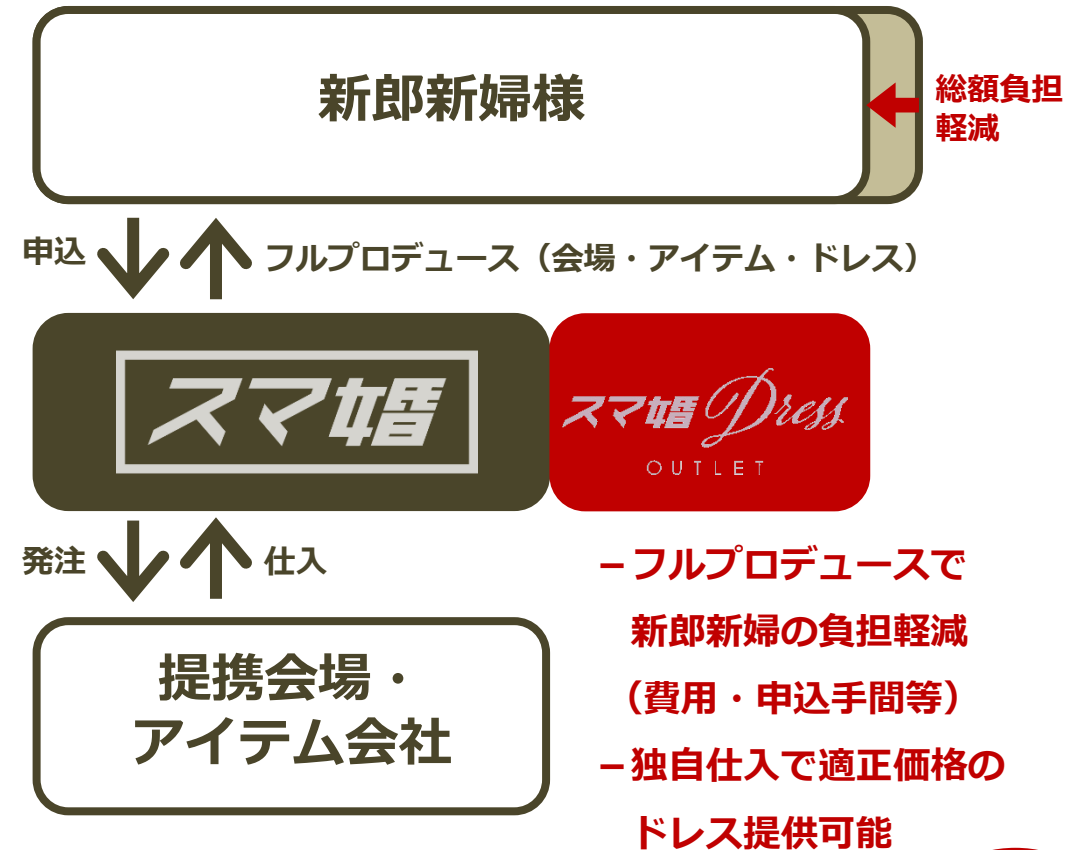 新郎新婦様
総額負担
軽減
申込
フルプロデュース（会場・アイテム・ドレス）
スマ婚
スマ婚 Dress
OUTLET
発注
仕入
－フルプロデュースで
新郎新婦の負担軽減
（費用・申込手間等）
－独自仕入で適正価格の
ドレス提供可能
提携会場・
アイテム会社